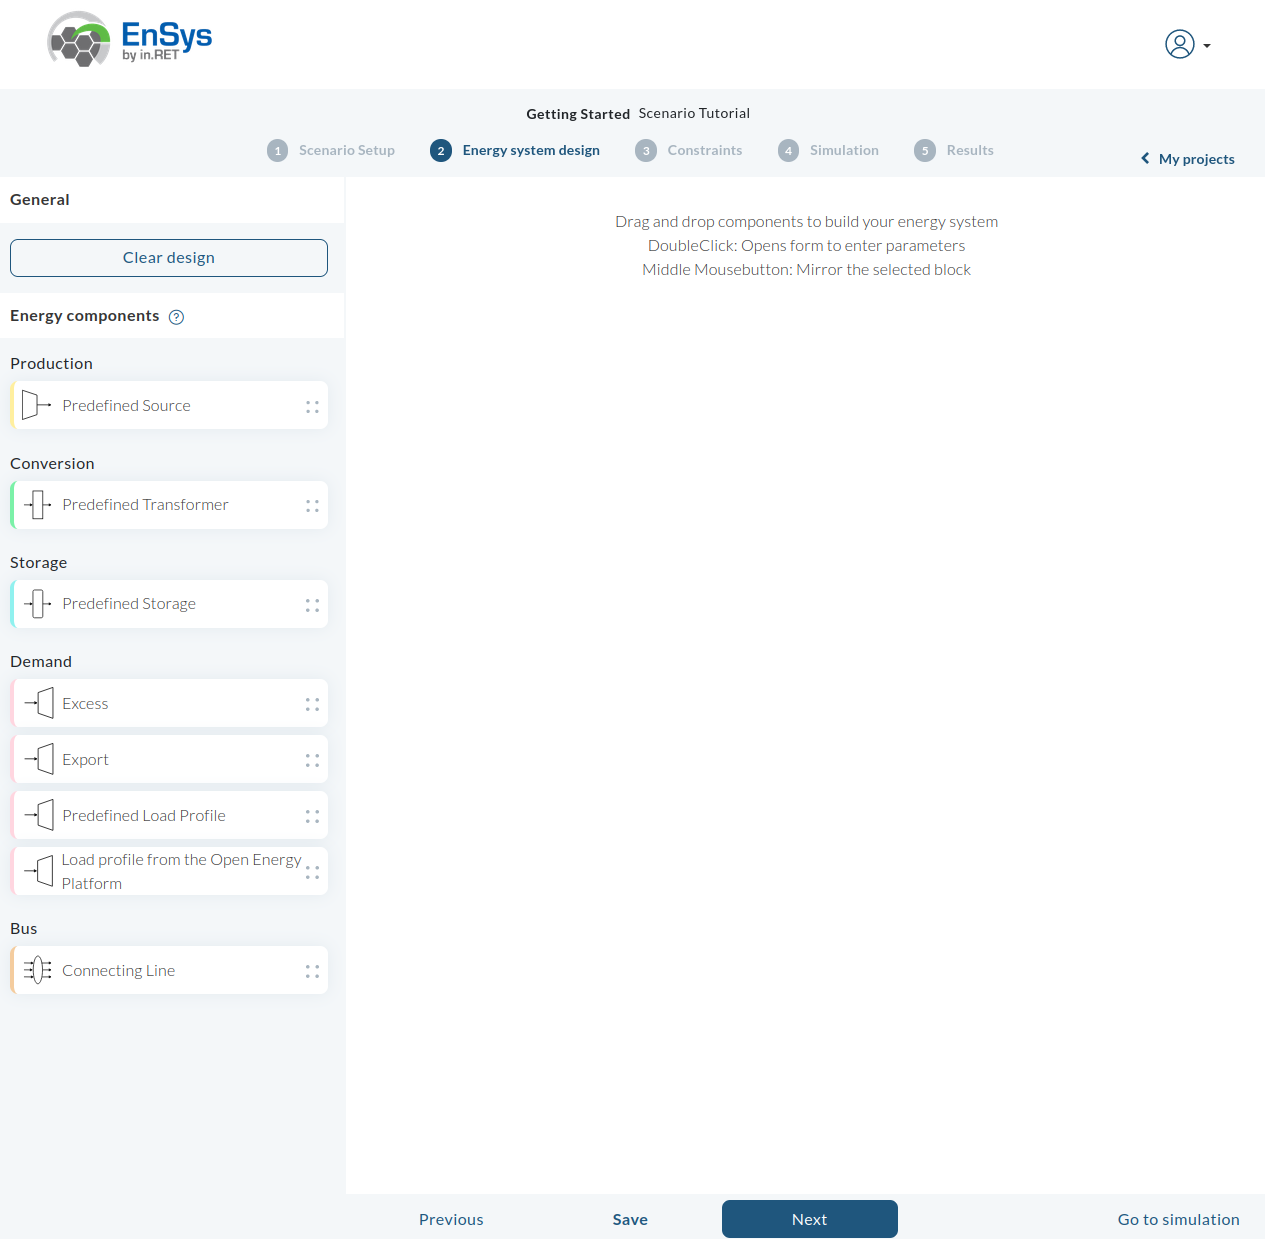 EnSys
by in.RET
Getting Started Scenario Tutorial
1 Scenario Setup 2 Energy system design 3 Constraints 4 Simulation 5 Results
My projects
General
Clear design
Energy components ?
Production
Predefined Source
Conversion
Predefined Transformer
Storage
Predefined Storage
Demand
Excess
Export
Predefined Load Profile
Load profile from the Open Energy
Platform
Bus
Connecting Line
Drag and drop components to build your energy system
DoubleClick: Opens form to enter parameters
Middle Mousebutton: Mirror the selected block
Previous Save Next Go to simulation